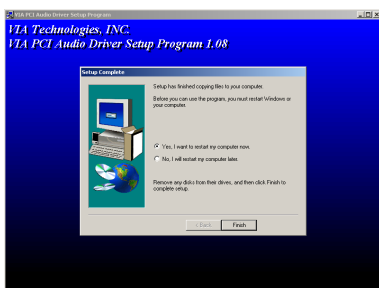 VIA PCI Audio Driver Setup Program
VIA Technologies, INC.
VIA PCI Audio Driver Setup Program 1.08
Setup Complete
Setup has finished copying files to your computer.
Before you can use the program, you must restart Windows or
your computer.
Yes, I want to restart my computer now.
No, I will restart my computer later.
Remove any disks from their drives, and then click Finish to
complete setup.
< Back
Finish